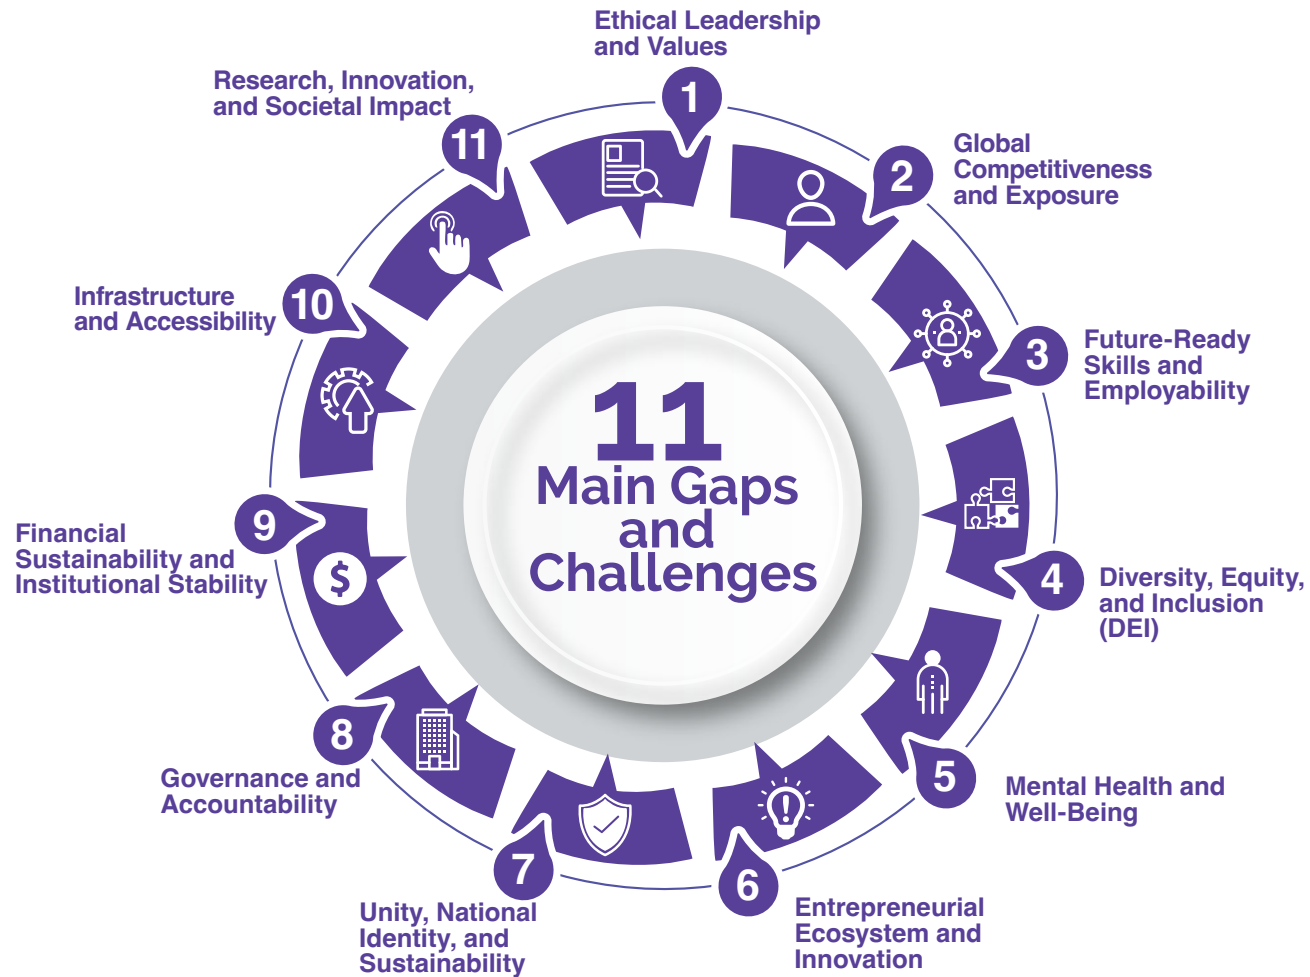 11
Main Gaps
and
Challenges
1
Ethical Leadership
and Values
2
Global
Competitiveness
and Exposure
3
Future-Ready
Skills and
Employability
4
Diversity, Equity,
and Inclusion
(DEI)
5
Mental Health and
Well-Being
6
Entrepreneurial
Ecosystem and
Innovation
7
Unity, National
Identity, and
Sustainability
8
Governance and
Accountability
9
Financial
Sustainability and
Institutional Stability
$
10
Infrastructure
and Accessibility
11
Research, Innovation,
and Societal Impact